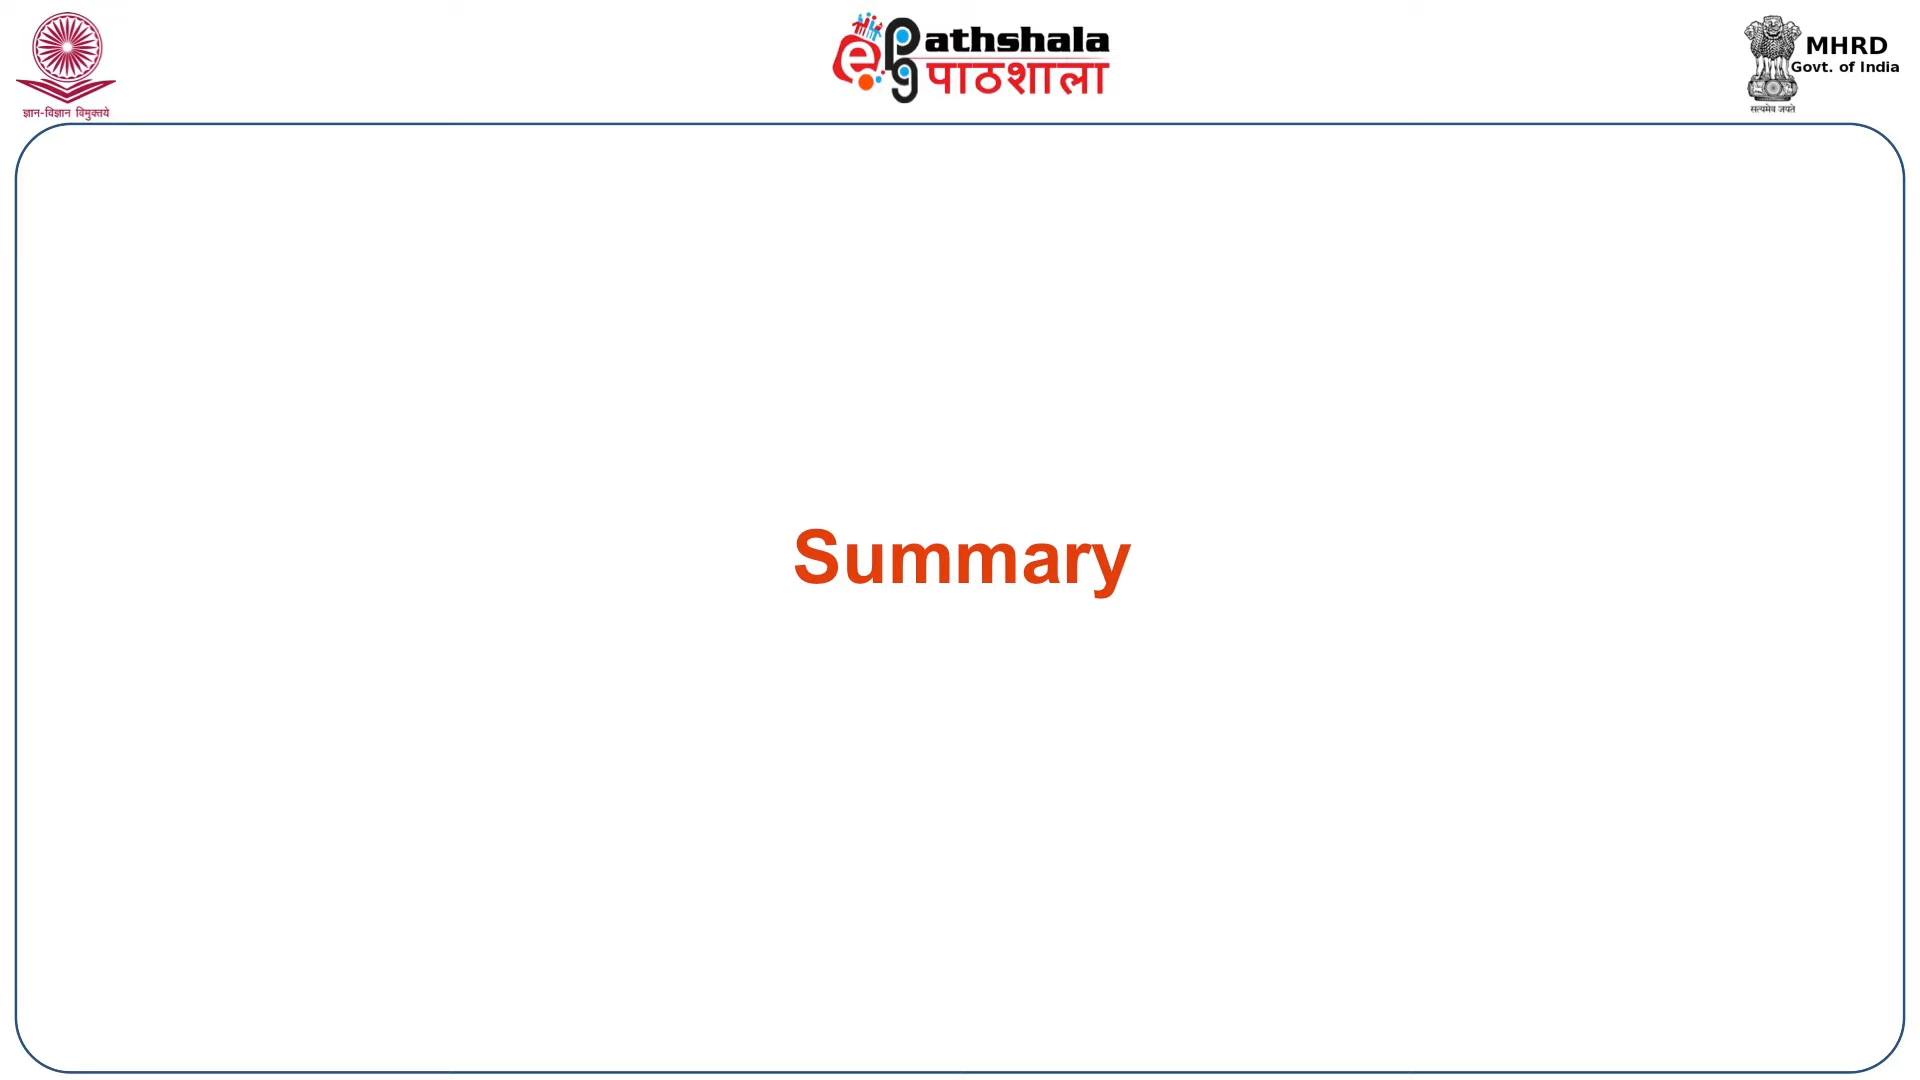 ज्ञान-विज्ञान विमुक्तये
ePathshala
पाठशाला
MHRD
Govt. of India
सत्यमेव जयते
Summary